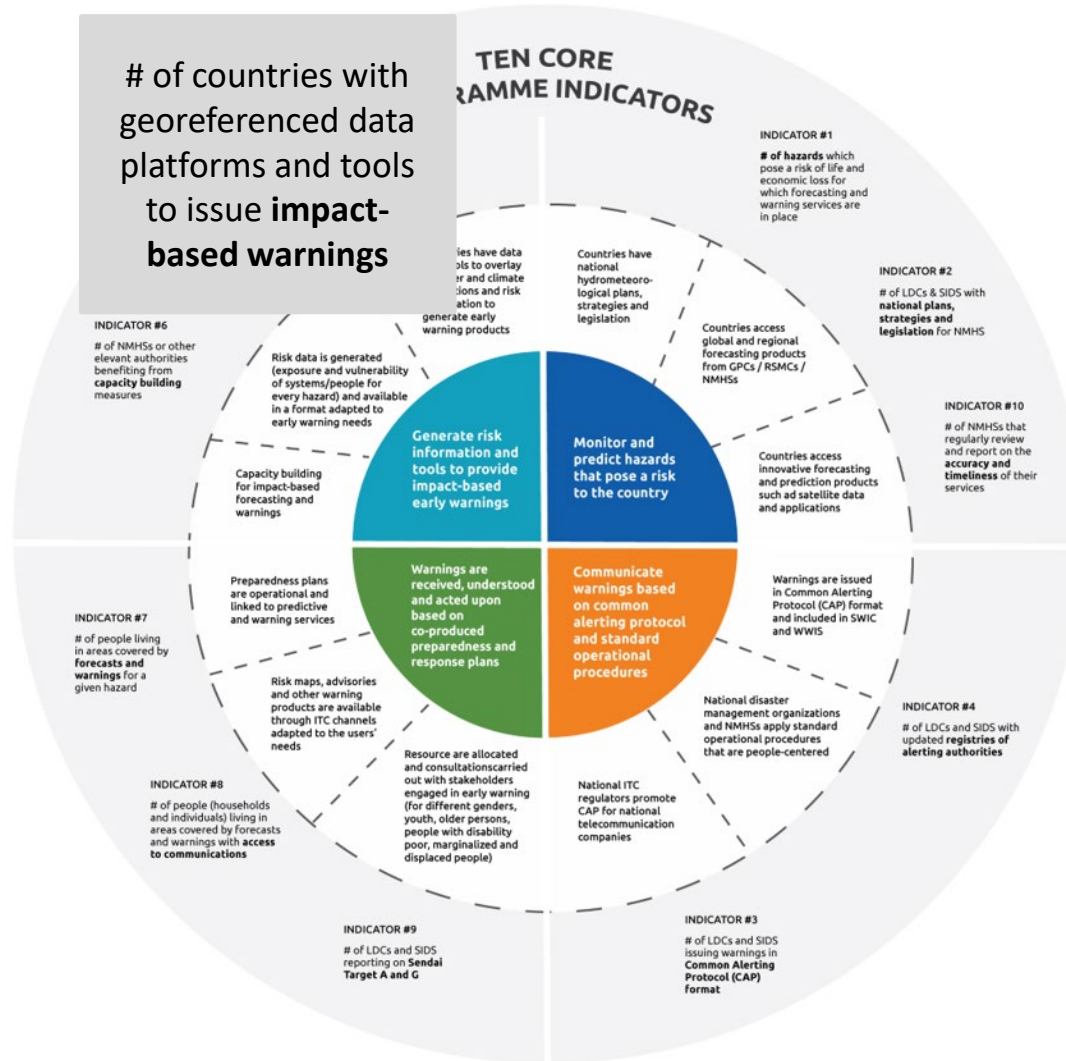 # of countries with
georeferenced data
platforms and tools
to issue impact-
based warnings
TEN CORE
RAMME INDICATORS
INDICATOR #1
# of hazards which
pose a risk of life and
economic loss for
which forecasting and
warning services are
in place
INDICATOR #2
# of LDCs & SIDS with
national plans,
strategies and
legislation for NMHS
INDICATOR #10
# of NMHSs that
regularly review
and report on the
accuracy and
timeliness of their
services
INDICATOR #4
# of LDCs and SIDS with
updated registries of
alerting authorities
INDICATOR #3
# of LDCs and SIDS
issuing warnings in
Common Alerting
Protocol (CAP)
format
INDICATOR #9
# of LDCs and SIDS
reporting on Sendai
Target A and G
INDICATOR #8
# of people (households
and individuals) living in
areas covered by forecasts
and warnings with access
to communications
INDICATOR #7
# of people living
in areas covered by
forecasts and
warnings for a
given hazard
INDICATOR #6
# of NMHSs or other
elevant authorities
benefiting from
capacity building
measures
ies have data
ols to overlay
er and climate
tions and risk
ation to
generate early
warning products
Countries have
national
hydrometeoro-
logical plans,
strategies and
legislation
Countries access
global and regional
forecasting products
from GPCs / RSMCs /
NMHSs
Countries access
innovative forecasting
and prediction products
such ad satellite data
and applications
Warnings are issued
in Common Alerting
Protocol (CAP) format
and included in SWIC
and WWIS
National disaster
management organizations
and NMHSs apply standard
operational procedures
that are people-centered
National ITC
regulators promote
CAP for national
telecommunication
companies
Resource are allocated
and consultationscarried
out with stakeholders
engaged in early warning
(for different genders,
youth, older persons,
people with disability
poor, marginalized and
displaced people)
Risk maps, advisories
and other warning
products are available
through ITC channels
adapted to the users'
needs
Preparedness plans
are operational and
linked to predictive
and warning services
Capacity building
for impact-based
forecasting and
warnings
Risk data is generated
(exposure and vulnerability
of systems/people for
every hazard) and available
in a format adapted to
early warning needs
Generate risk
information and
tools to provide
impact-based
early warnings
Monitor and
predict hazards
that pose a risk
to the country
Warnings are
received, understood
and acted upon
based on
co-produced
preparedness and
response plans
Communicate
warnings based
on common
alerting protocol
and standard
operational
procedures